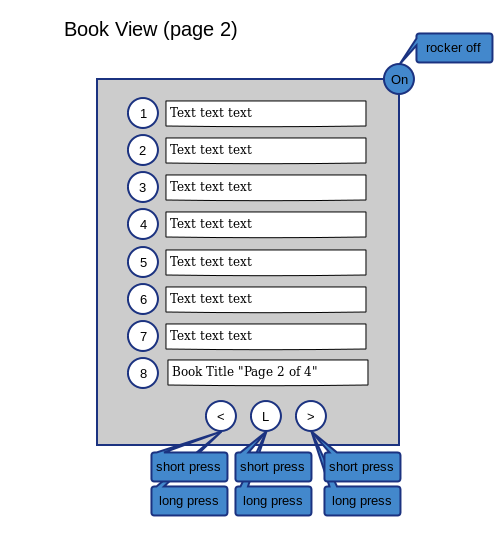 Book View (page 2)
rocker off
On
1 Text text text
2 Text text text
3 Text text text
4 Text text text
5 Text text text
6 Text text text
7 Text text text
8 Book Title "Page 2 of 4"
< L >
short press short press short press
long press long press long press